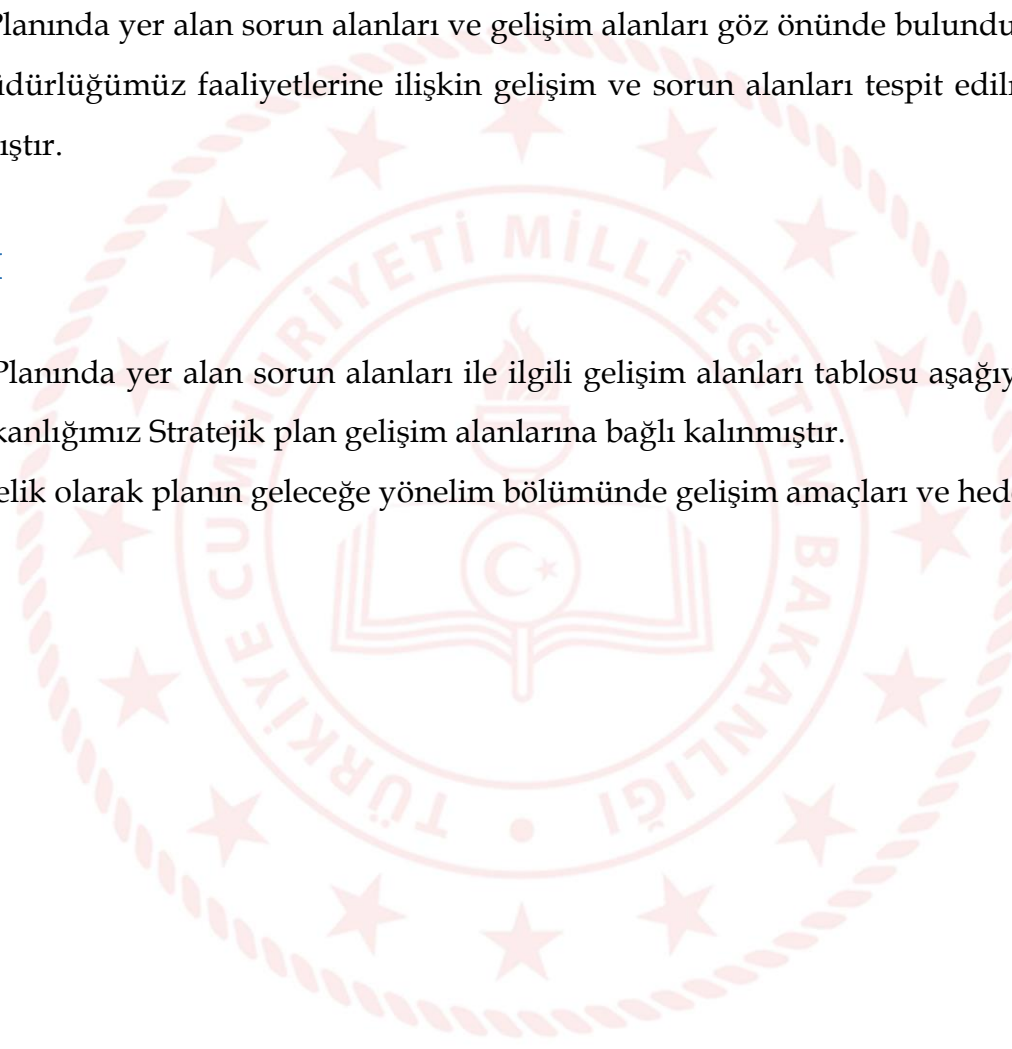 Planında yer alan sorun alanları ve gelişim alanları göz önünde bulundu
üdürlüğümüz faaliyetlerine ilişkin gelişim ve sorun alanları tespit edil
ıştır.
Planında yer alan sorun alanları ile ilgili gelişim alanları tablosu aşağıy
kanlığımız Stratejik plan gelişim alanlarına bağlı kalınmıştır.
elik olarak planın geleceğe yönelim bölümünde gelişim amaçları ve hed
TÜRKİYE CUMHURİYETİ MİLLÎ EĞİTİM BAKANLIĞI